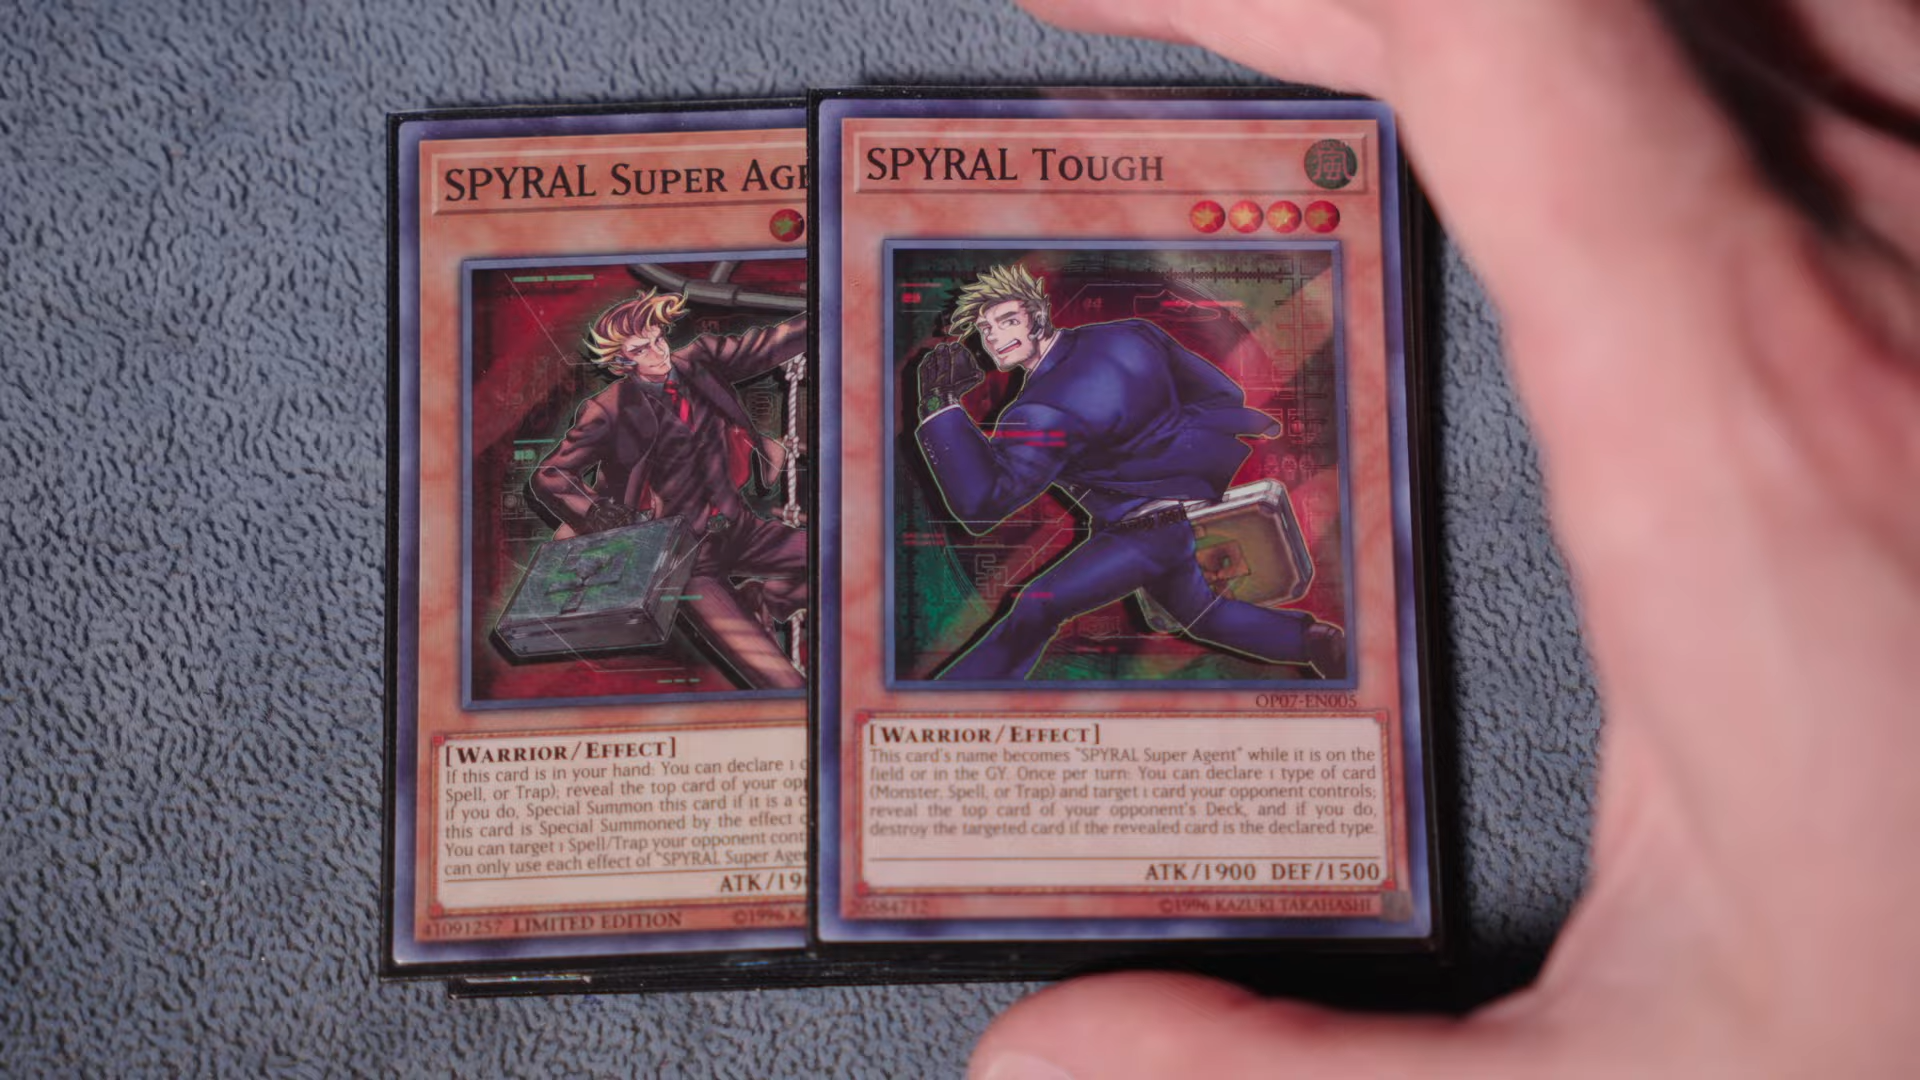 SPYRAL SUPER AGE
[WARRIOR/EFFECT]
If this card is in your hand: You can declare 1 c
Spell, or Trap); reveal the top card of your opp
if you do, Special Summon this card if it is a c
this card is Special Summoned by the effect o
You can target 1 Spell/Trap your opponent cont
can only use each effect of "SPYRAL Super Agen
ATK/19
41091257 LIMITED EDITION ©1996 KA
SPYRAL TOUGH
風
OP07-EN005
[WARRIOR/EFFECT]
This card's name becomes "SPYRAL Super Agent" while it is on the
field or in the GY. Once per turn: You can declare 1 type of card
(Monster, Spell, or Trap) and target 1 card your opponent controls;
reveal the top card of your opponent's Deck, and if you do,
destroy the targeted card if the revealed card is the declared type.
ATK/1900 DEF/1500
20584712 ©1996 KAZUKI TAKAHASHI